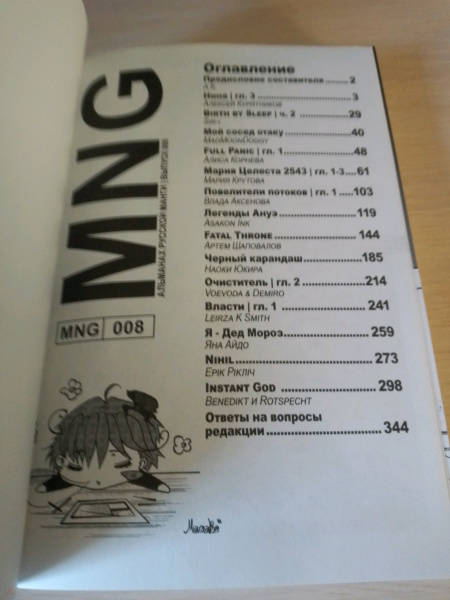 MNG
АЛЬМАНАХ РУССКОЙ МАНГИ | ВЫПУСК 008
MNG 008
Оглавление
Предисловие составителя ........ 2
А.К.
Нина | гл. 3 ........ 3
Алексей Курятников
Birth by Sleep | ч. 2 ........ 29
Мой сосед отаку ........ 40
MadMoonDoggy
Full Panic | гл. 1 ........ 48
Алиса Корнева
Мария Целеста 2543 | гл. 1-3 ..... 61
Мария Крутова
Повелители потоков | гл. 1 ..... 103
Влада Аксенова
Легенды Ануэ ........ 119
Asakon Ink
Fatal Throne ........ 144
Артем Шаповалов
Черный карандаш ........ 185
Наоки Юкира
Очиститель | гл. 2 ........ 214
Voevoda & Demiro
Власти | гл. 1 ........ 241
Leirza K Smith
Я - Дед Мороз ........ 259
Яна Айдо
Nihil ........ 273
Ерік Рікліч
Instant God ........ 298
Benedikt и Rotspecht
Ответы на вопросы
редакции ........ 344